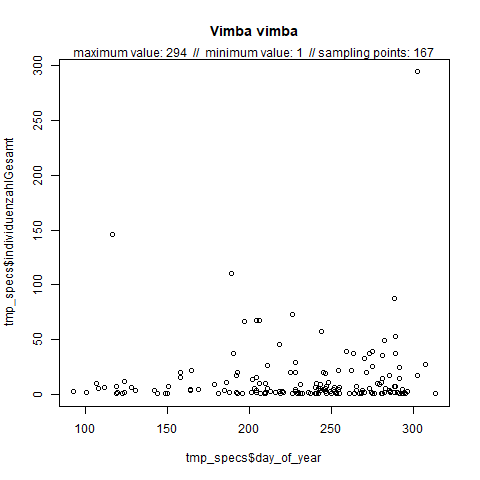 Vimba vimba
maximum value: 294 // minimum value: 1 // sampling points: 167
300
250
200
150
100
50
0
tmp_specs$individuenzahlGesamt
100 150 200 250 300
tmp_specs$day_of_year